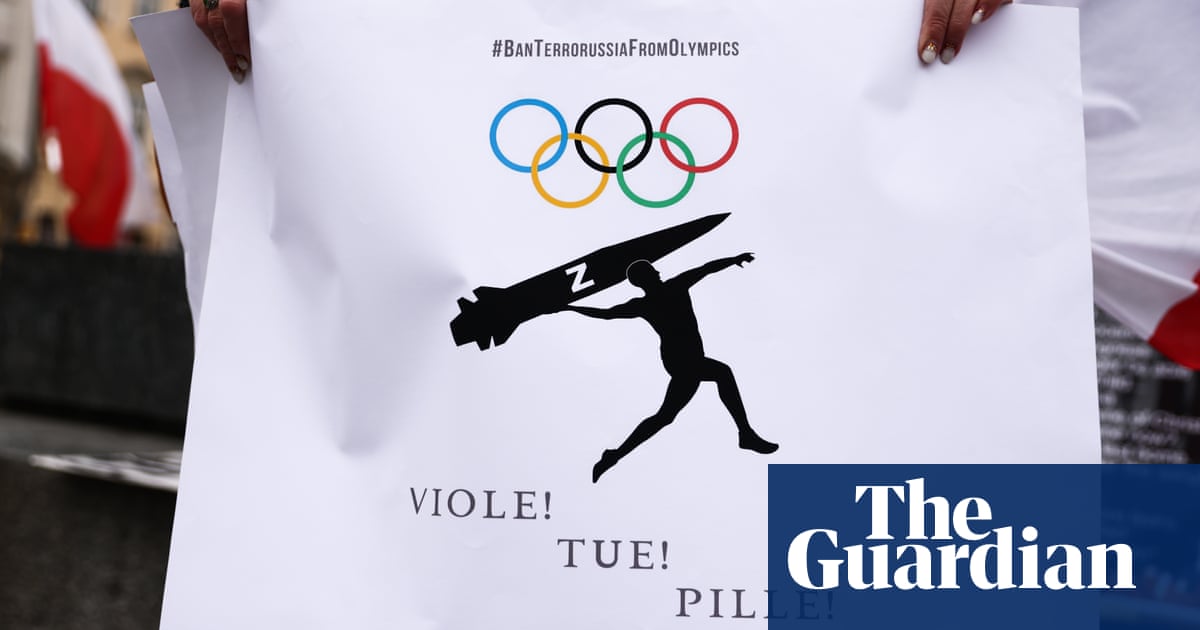 #BanTerrorussiaFromOlympics
Z
VIOLE!
TUE!
PILLE!
The
Guardian